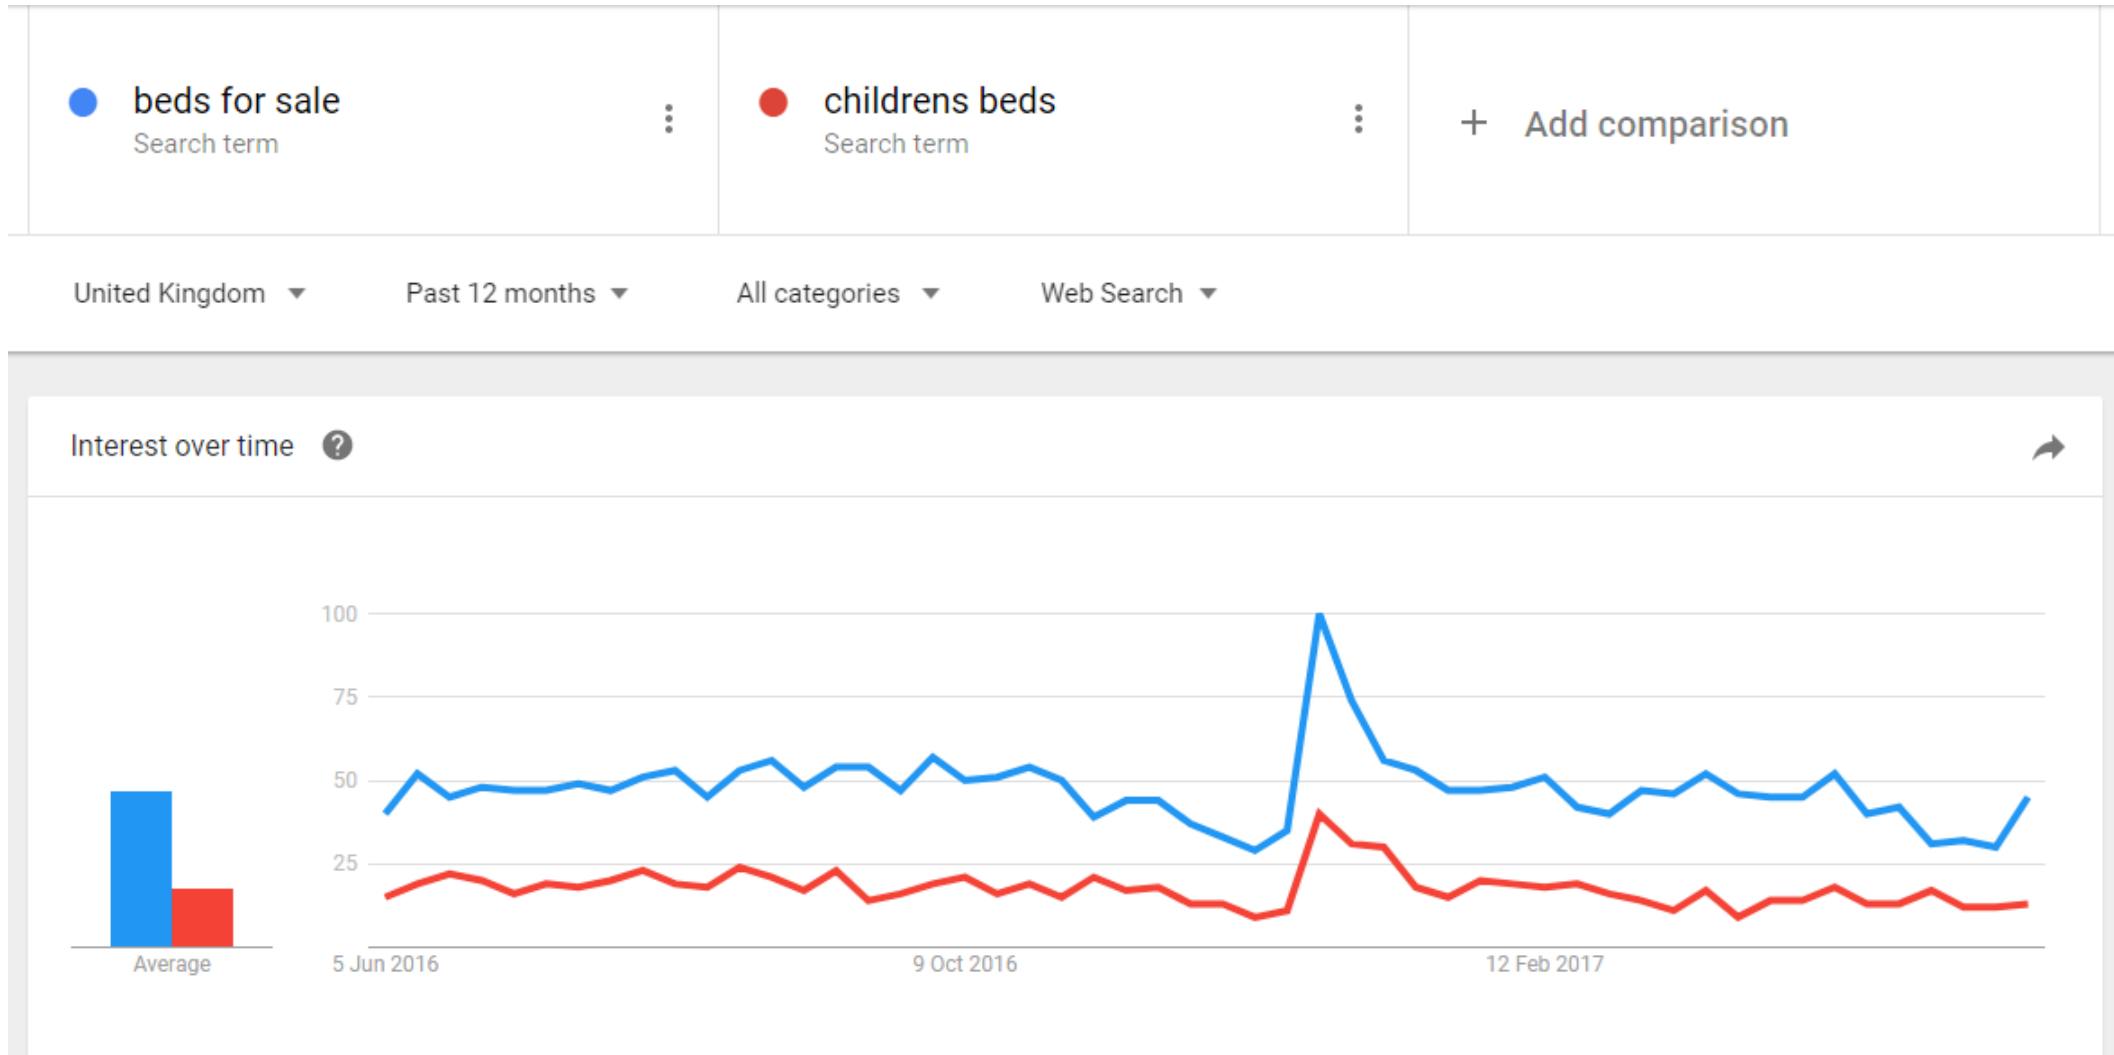 beds for sale
Search term
childrens beds
Search term
+ Add comparison
United Kingdom
Past 12 months
All categories
Web Search
Interest over time ?
100
75
50
25
Average
5 Jun 2016
9 Oct 2016
12 Feb 2017